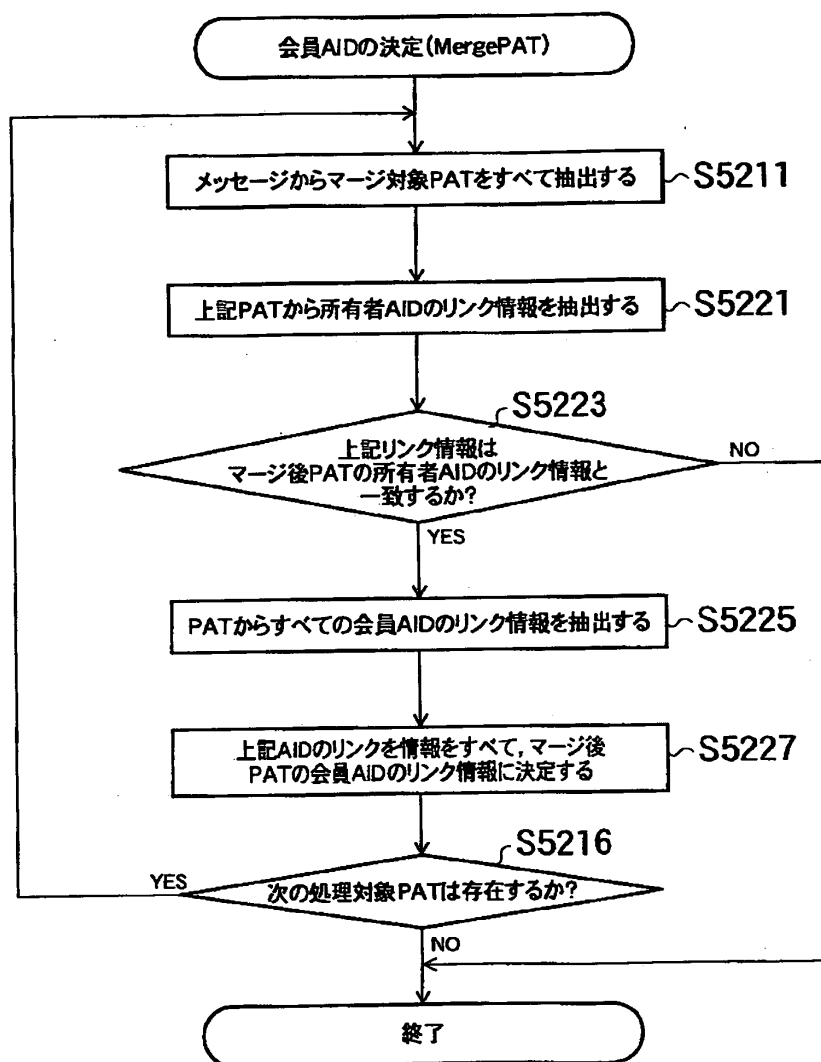 会員AIDの決定(MergePAT)
メッセージからマージ対象PATをすべて抽出する
S5211
上記PATから所有者AIDのリンク情報を抽出する
S5221
S5223
上記リンク情報は
マージ後PATの所有者AIDのリンク情報と
一致するか?
NO
YES
PATからすべての会員AIDのリンク情報を抽出する
S5225
上記AIDのリンクを情報をすべて,マージ後
PATの会員AIDのリンク情報に決定する
S5227
S5216
YES
次の処理対象PATは存在するか?
NO
終了